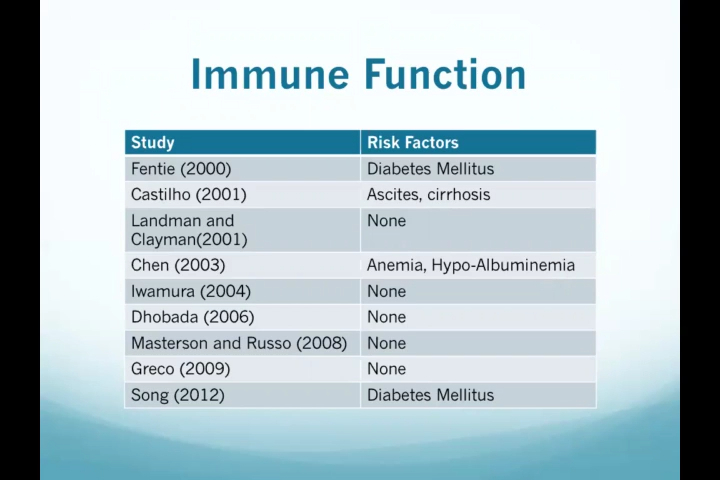 Immune Function
Study Risk Factors
Fentie (2000) Diabetes Mellitus
Castilho (2001) Ascites, cirrhosis
Landman and None
Clayman(2001)
Chen (2003) Anemia, Hypo-Albuminemia
Iwamura (2004) None
Dhobada (2006) None
Masterson and Russo (2008) None
Greco (2009) None
Song (2012) Diabetes Mellitus